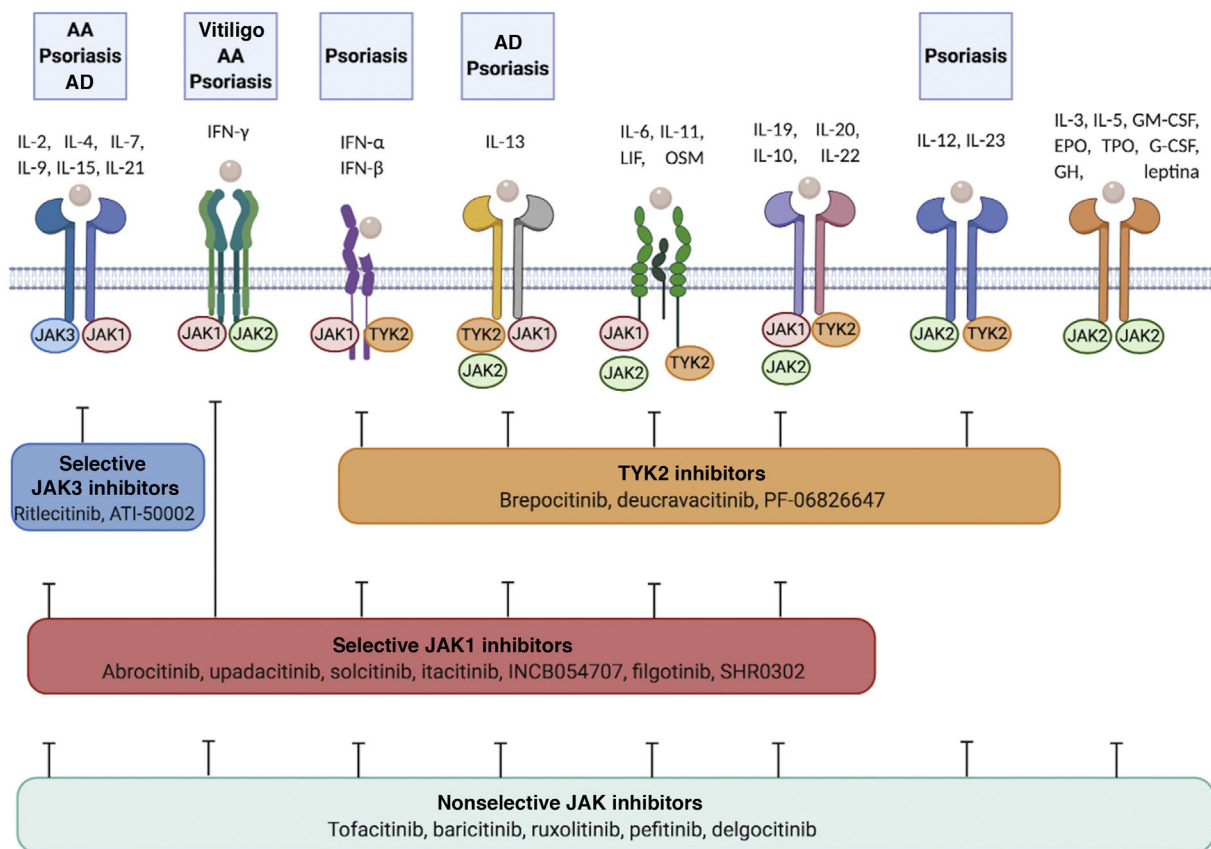 AA
Psoriasis
AD
Vitiligo
AA
Psoriasis
Psoriasis
AD
Psoriasis
Psoriasis
IL-2, IL-4, IL-7,
IL-9, IL-15, IL-21
IFN-γ
IFN-α
IFN-β
IL-13
IL-6, IL-11,
LIF, OSM
IL-19, IL-20,
IL-10, IL-22
IL-12, IL-23
IL-3, IL-5, GM-CSF,
EPO, TPO, G-CSF,
GH, leptina
JAK3 JAK1
JAK1 JAK2
JAK1 TYK2
TYK2 JAK1
JAK2
JAK1
JAK2 TYK2
JAK1 TYK2
JAK2
JAK2 TYK2
JAK2 JAK2
Selective
JAK3 inhibitors
Ritlecitinib, ATI-50002
TYK2 inhibitors
Brepocitinib, deucravacitinib, PF-06826647
Selective JAK1 inhibitors
Abrocitinib, upadacitinib, solcitinib, itacitinib, INCB054707, filgotinib, SHR0302
Nonselective JAK inhibitors
Tofacitinib, baricitinib, ruxolitinib, pefitinib, delgocitinib